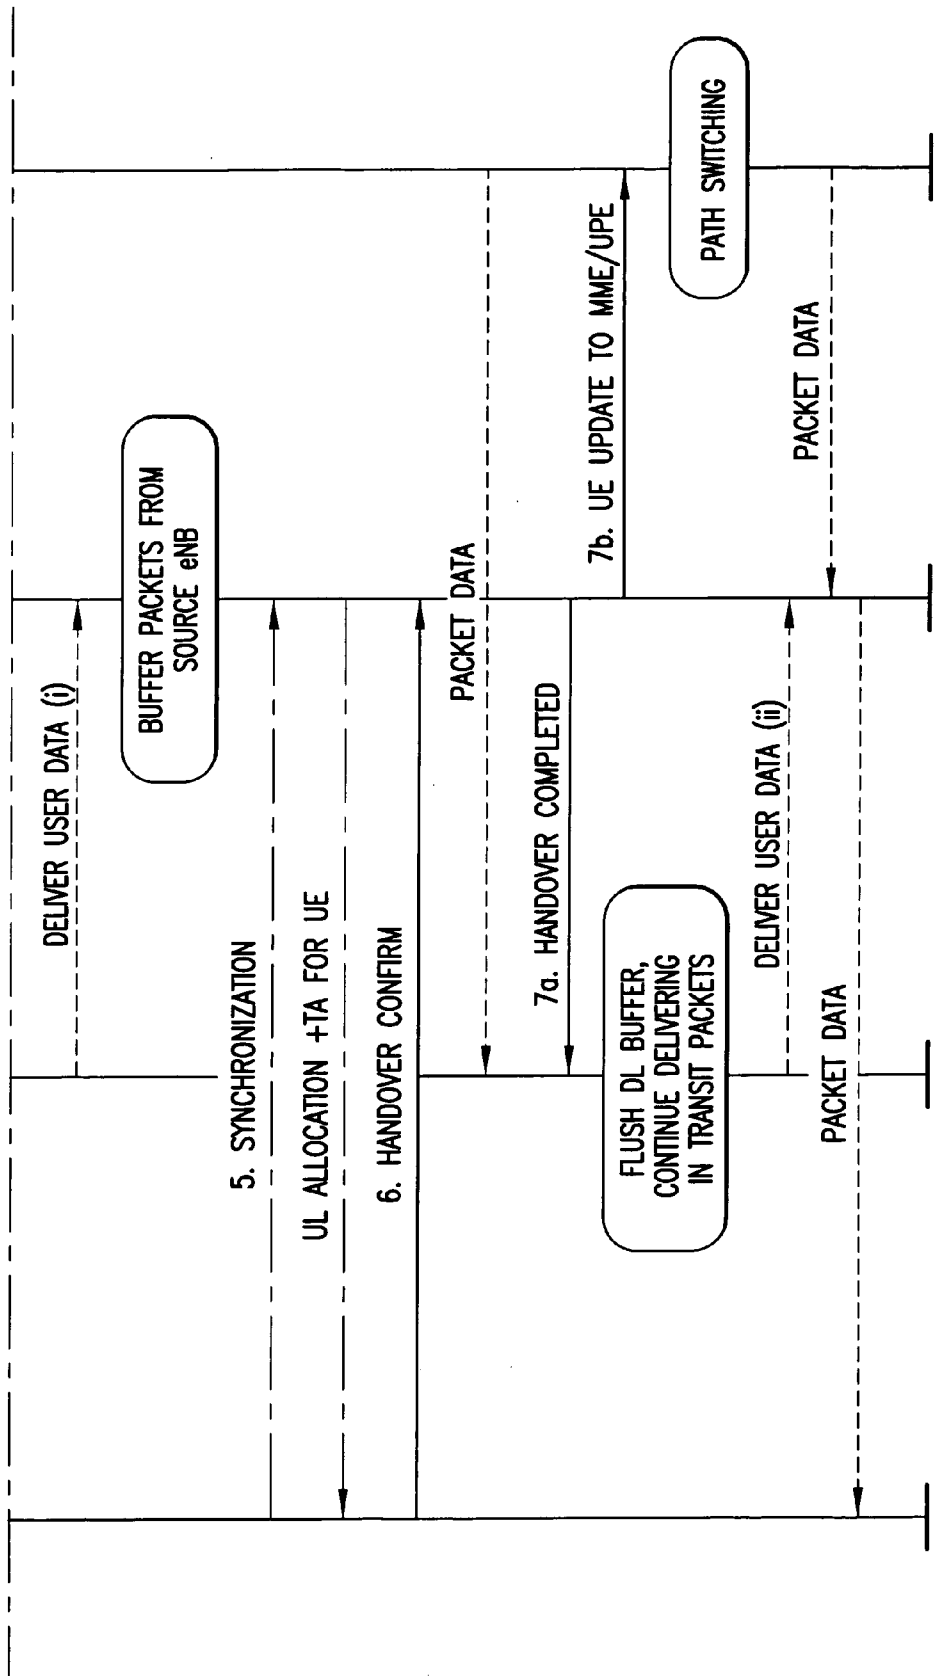 DELIVER USER DATA (i)
BUFFER PACKETS FROM
SOURCE eNB
5. SYNCHRONIZATION
UL ALLOCATION +TA FOR UE
6. HANDOVER CONFIRM
PACKET DATA
7a. HANDOVER COMPLETED
7b. UE UPDATE TO MME/UPE
FLUSH DL BUFFER,
CONTINUE DELIVERING
IN TRANSIT PACKETS
PATH SWITCHING
DELIVER USER DATA (ii)
PACKET DATA
PACKET DATA